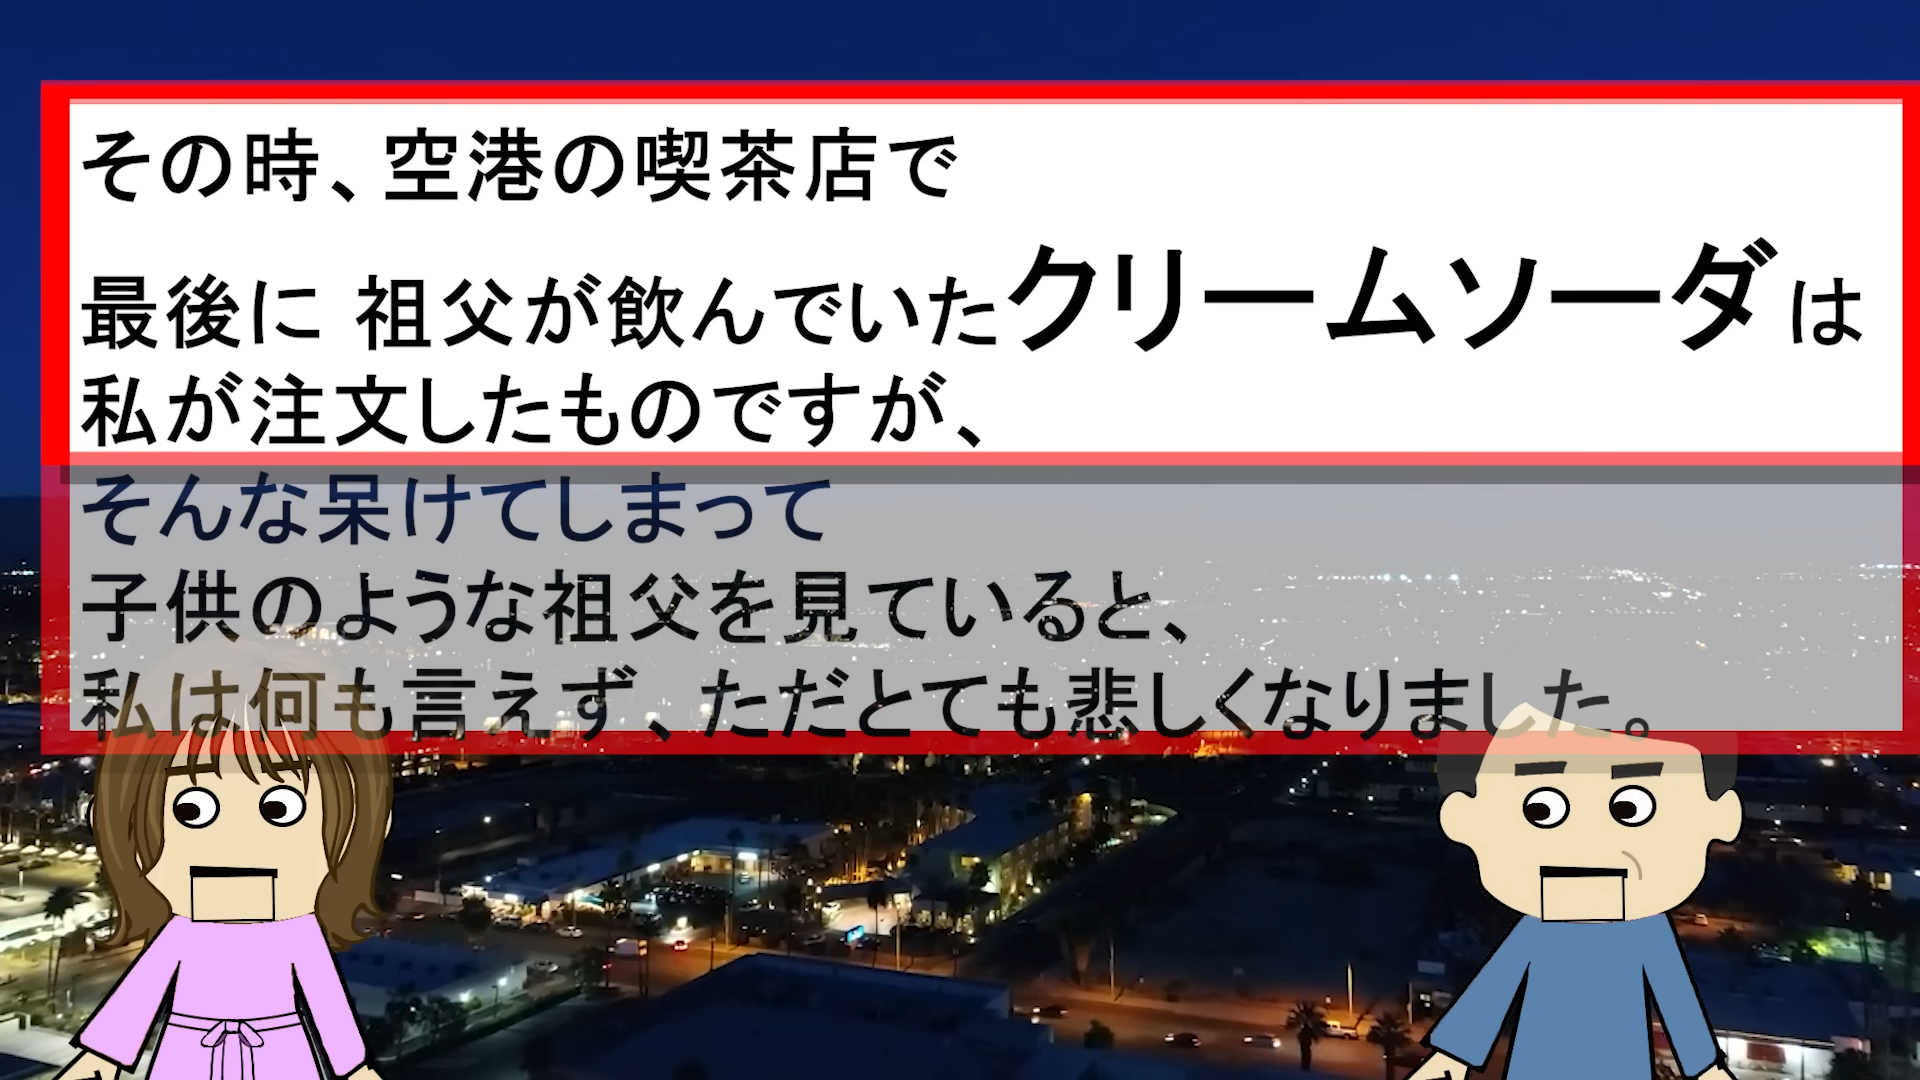 その時、空港の喫茶店で
最後に 祖父が飲んでいたクリームソーダは
私が注文したものですが、
そんな呆けてしまって
子供のような祖父を見ていると、
私は何も言えず、ただとても悲しくなりました。